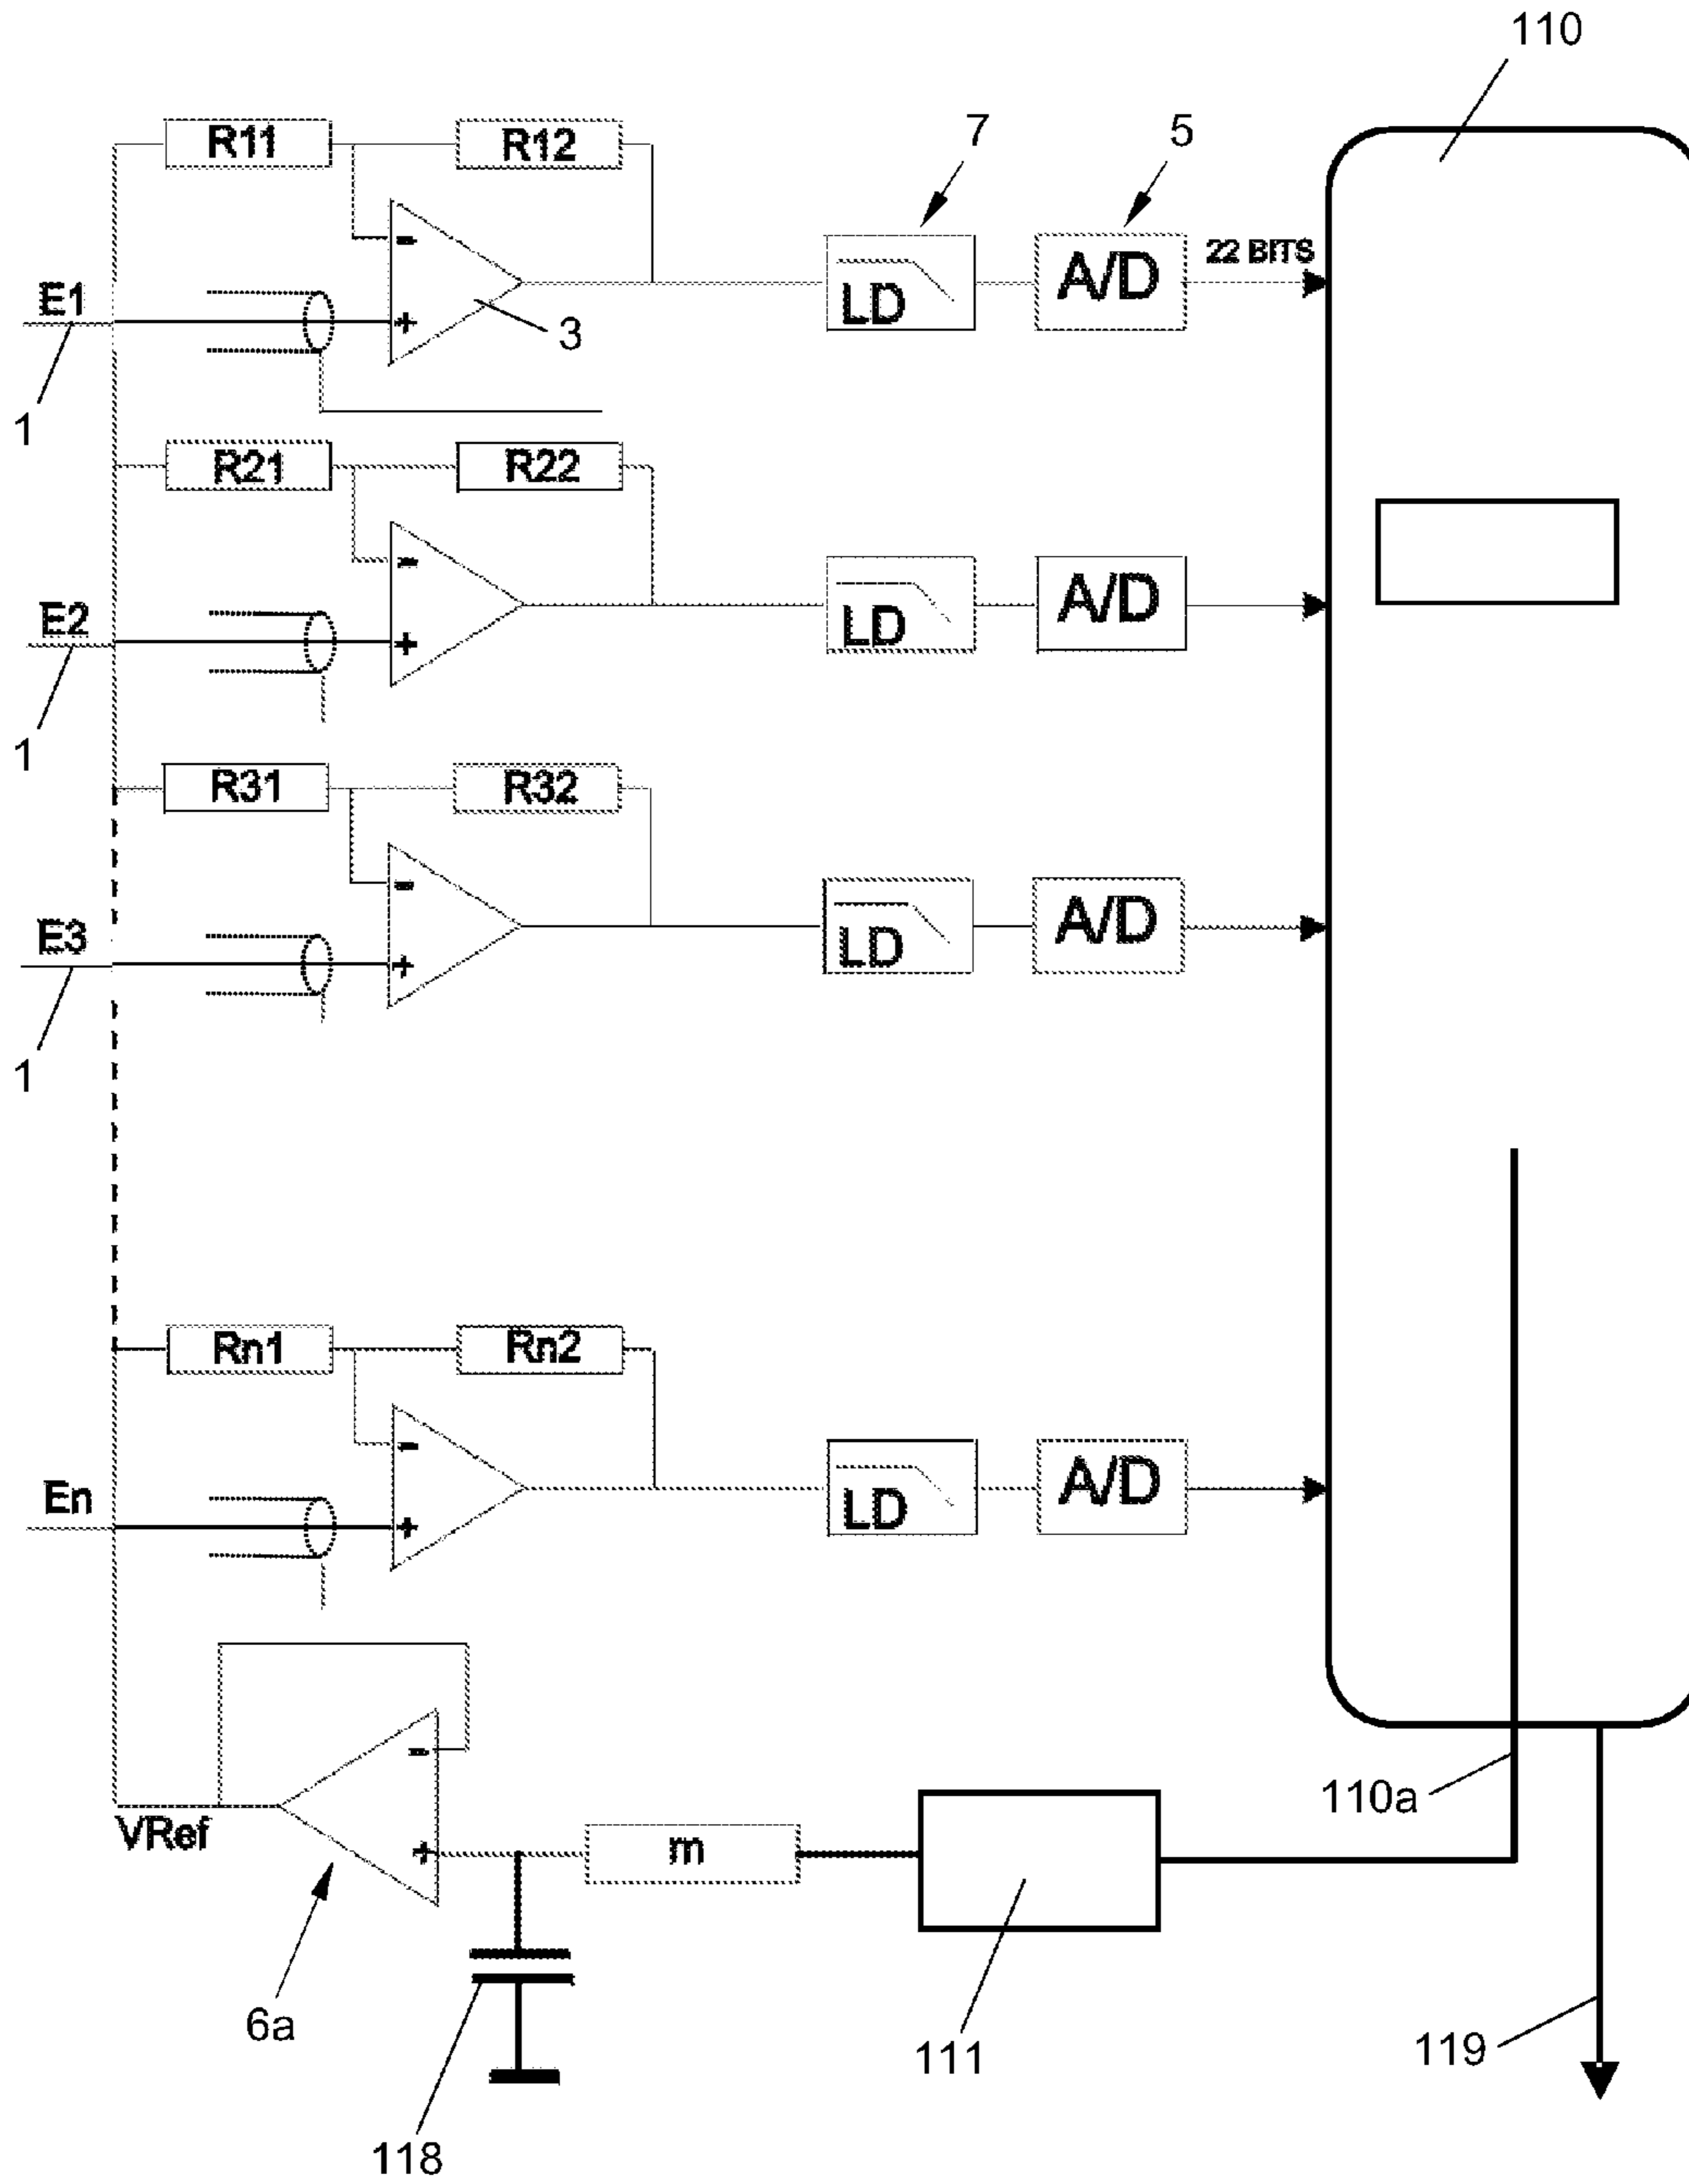 110
R11
R12
7
5
22 BITS
E1
LD
A/D
3
1
R21
R22
E2
LD
A/D
1
R31
R32
E3
LD
A/D
1
Rn1
Rn2
En
LD
A/D
110a
VRef
m
6a
111
119
118